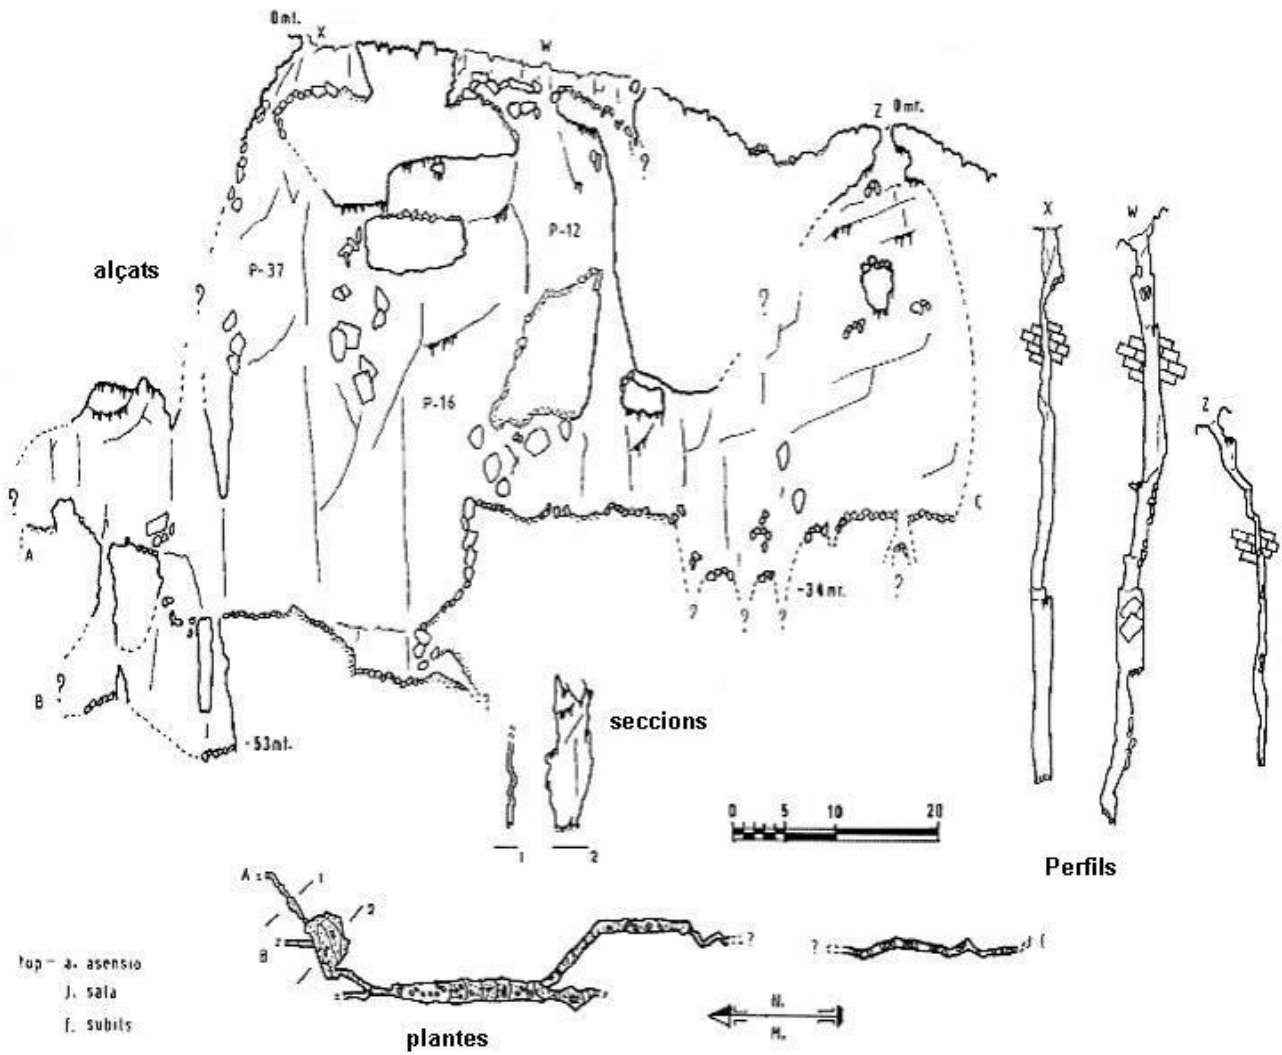 0mt. X
W
Z 0mt.
?
P-12
alçats
P-37
?
?
X W
P-16
Z
?
A
C
-34mt.
?
? ? ?
?
B
-53mt.
seccions
0 5 10 20
1 2
Perfils
A 1
2
B
?
? C
top - a. asensio
J. sala
f. subils
N.
M.
plantes